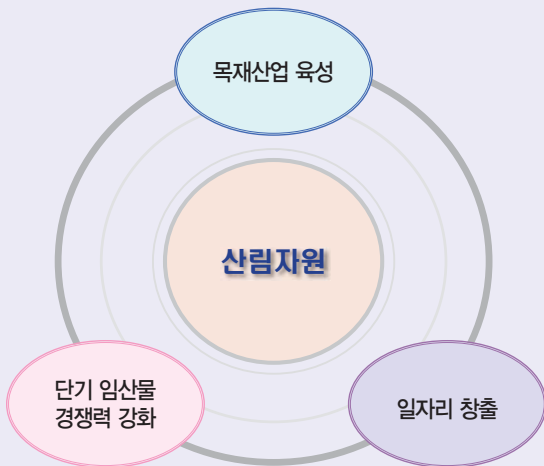 목재산업 육성
산림자원
단기 임산물
경쟁력 강화
일자리 창출